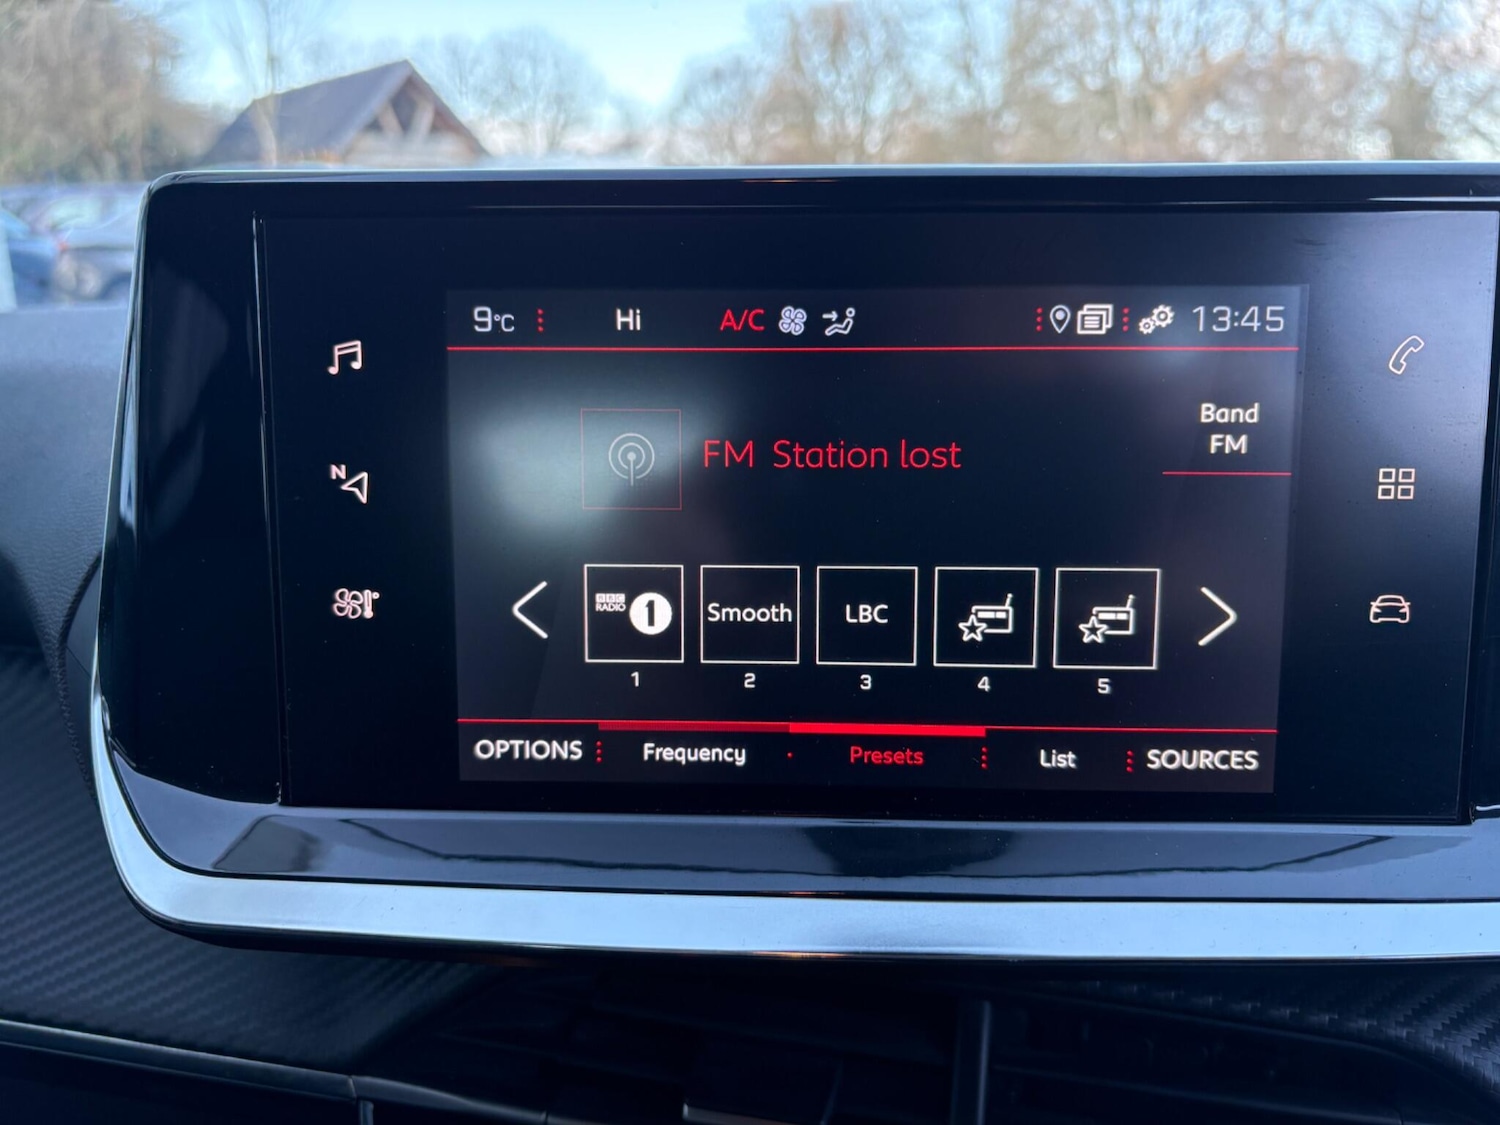 9°C Hi A/C 13:45
N
FM Station lost
Band
FM
BBC
RADIO 1
Smooth
LBC
1 2 3 4 5
OPTIONS Frequency Presets List SOURCES